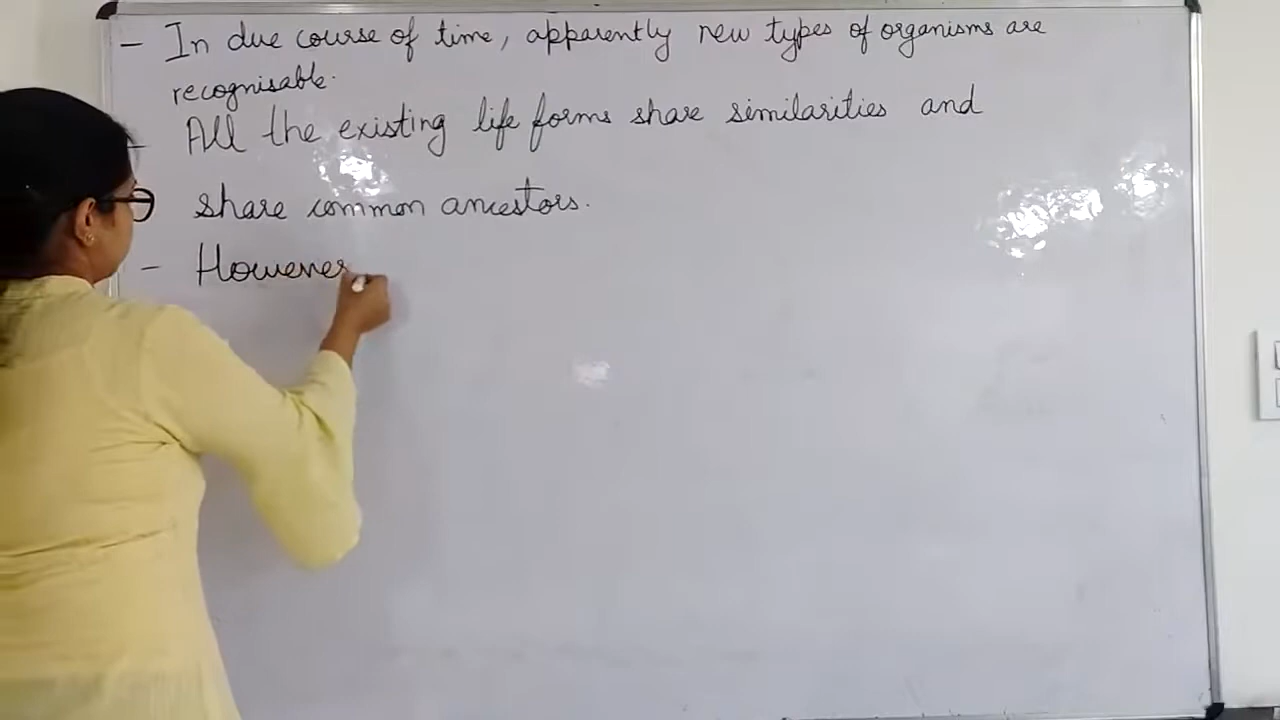 - In due course of time, apparently new types of organisms are
recognisable.
- All the existing life forms share similarities and
share common ancestors.
- However